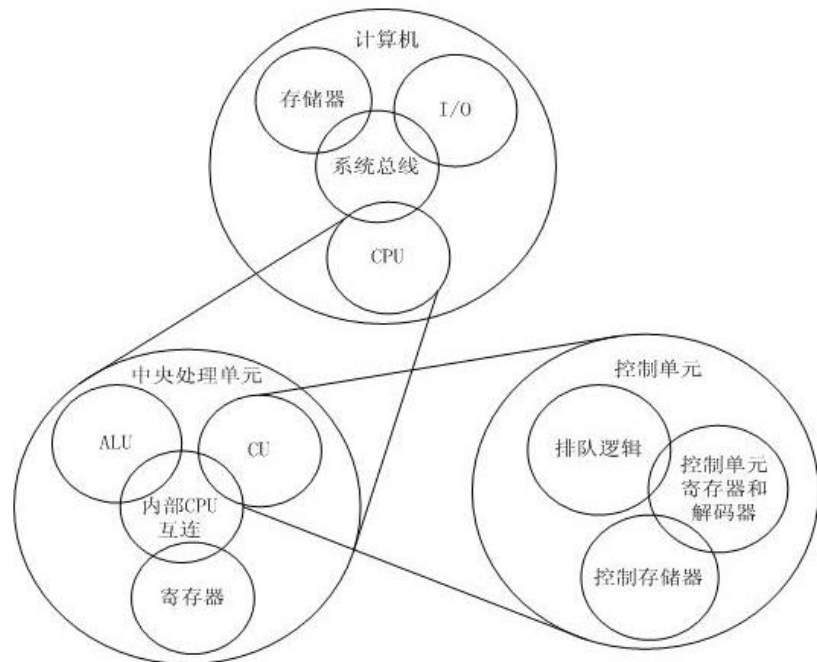 计算机
存储器
I/O
系统总线
CPU
中央处理单元
ALU
CU
内部CPU
互连
寄存器
控制单元
排队逻辑
控制单元
寄存器和
解码器
控制存储器